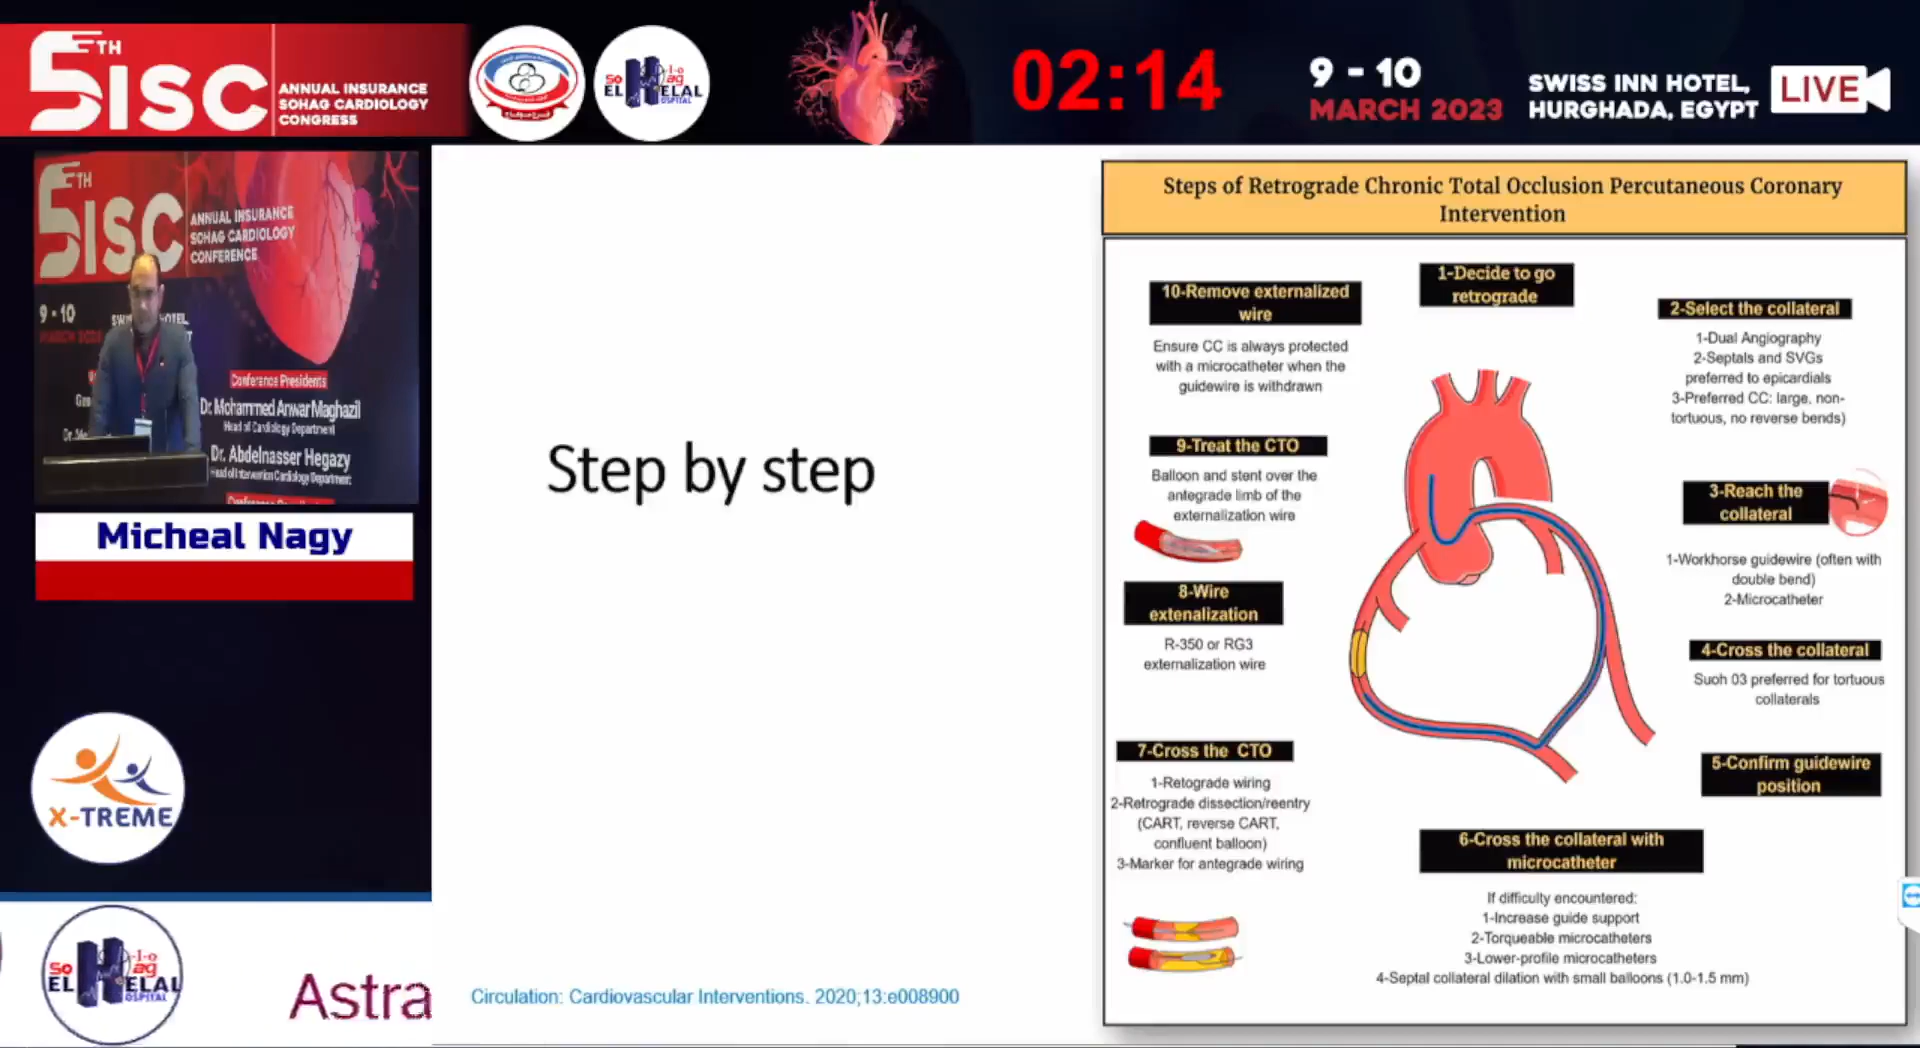 5TH
ISC
ANNUAL INSURANCE
SOHAG CARDIOLOGY
CONGRESS
So H-I-o
ag
EL HELAL
OSPITAL
02:14
9 - 10
MARCH 2023
SWISS INN HOTEL,
HURGHADA, EGYPT
LIVE
5TH
ISC
ANNUAL INSURANCE
SOHAG CARDIOLOGY
CONFERENCE
9 - 10
Conference Presidents
Dr. Mohammed Anwar Maghazil
Head of Cardiology Department
Dr. Abdelnasser Hegazy
Head of Intervention Cardiology Department
Micheal Nagy
X-TREME
So H-I-o
ag
EL HELAL
OSPITAL
Astra
Step by step
Circulation: Cardiovascular Interventions. 2020;13:e008900
Steps of Retrograde Chronic Total Occlusion Percutaneous Coronary
Intervention
1-Decide to go
retrograde
2-Select the collateral
1-Dual Angiography
2-Septals and SVGs
preferred to epicardials
3-Preferred CC: large, non-
tortuous, no reverse bends)
3-Reach the
collateral
1-Workhorse guidewire (often with
double bend)
2-Microcatheter
4-Cross the collateral
Suoh 03 preferred for tortuous
collaterals
5-Confirm guidewire
position
6-Cross the collateral with
microcatheter
If difficulty encountered:
1-Increase guide support
2-Torqueable microcatheters
3-Lower-profile microcatheters
4-Septal collateral dilation with small balloons (1.0-1.5 mm)
7-Cross the CTO
1-Retograde wiring
2-Retrograde dissection/reentry
(CART, reverse CART,
confluent balloon)
3-Marker for antegrade wiring
8-Wire
extenalization
R-350 or RG3
externalization wire
9-Treat the CTO
Balloon and stent over the
antegrade limb of the
externalization wire
10-Remove externalized
wire
Ensure CC is always protected
with a microcatheter when the
guidewire is withdrawn